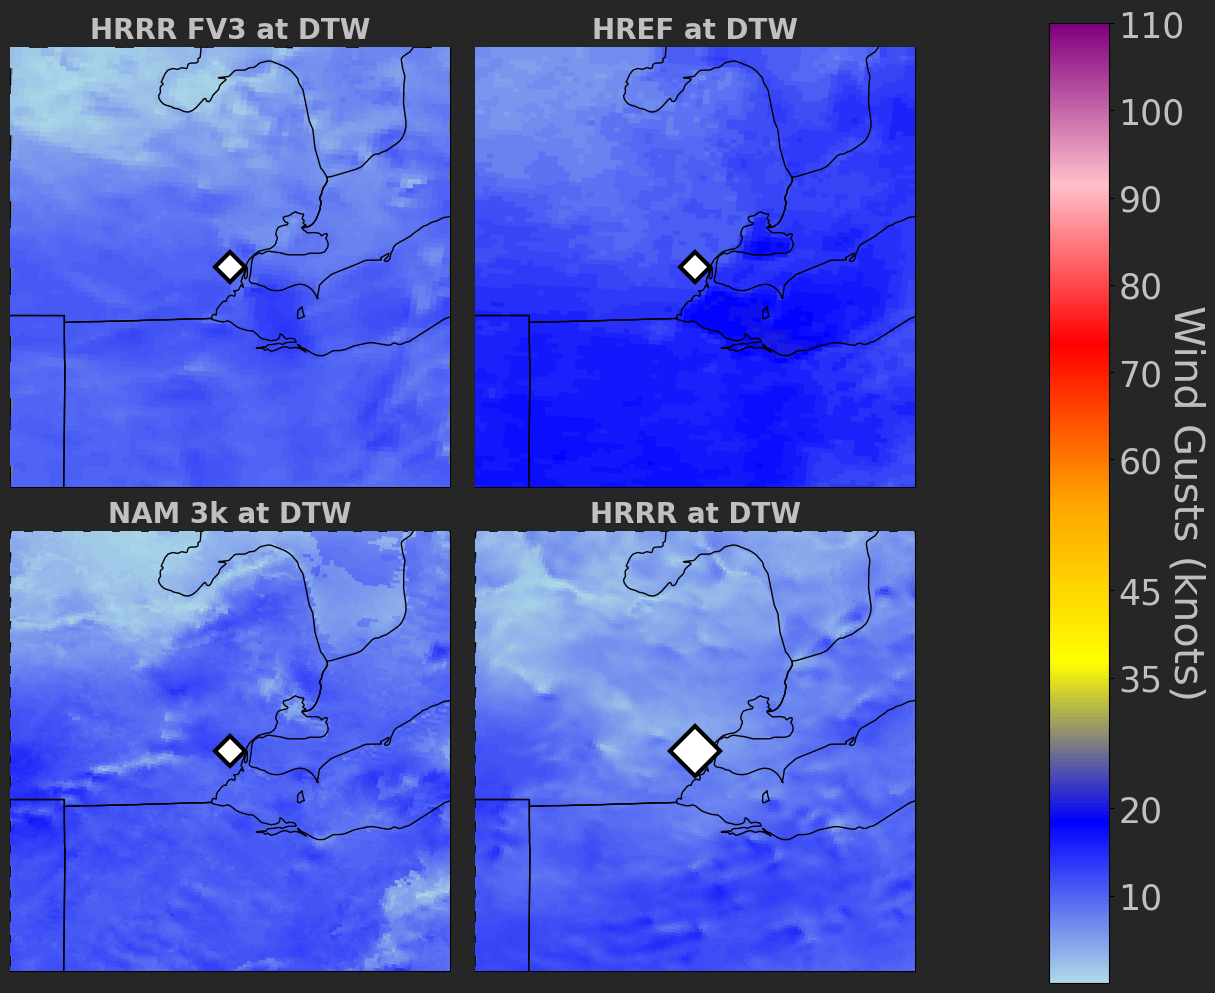 HRRR FV3 at DTW
HREF at DTW
NAM 3k at DTW
HRRR at DTW
110
100
90
80
70
60
45
35
20
10
Wind Gusts (knots)